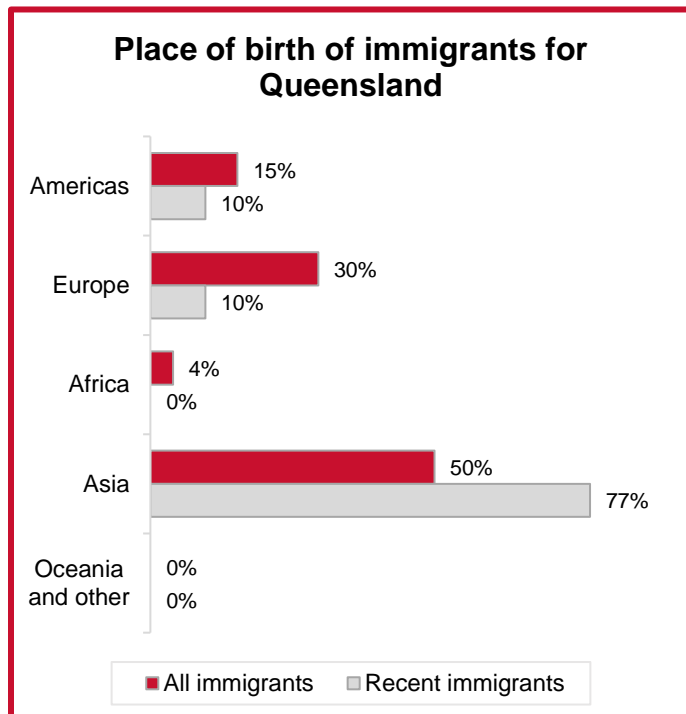 Place of birth of immigrants for
Queensland
Americas
15%
10%
Europe
30%
10%
Africa
4%
0%
Asia
50%
77%
Oceania
and other
0%
0%
All immigrants
Recent immigrants